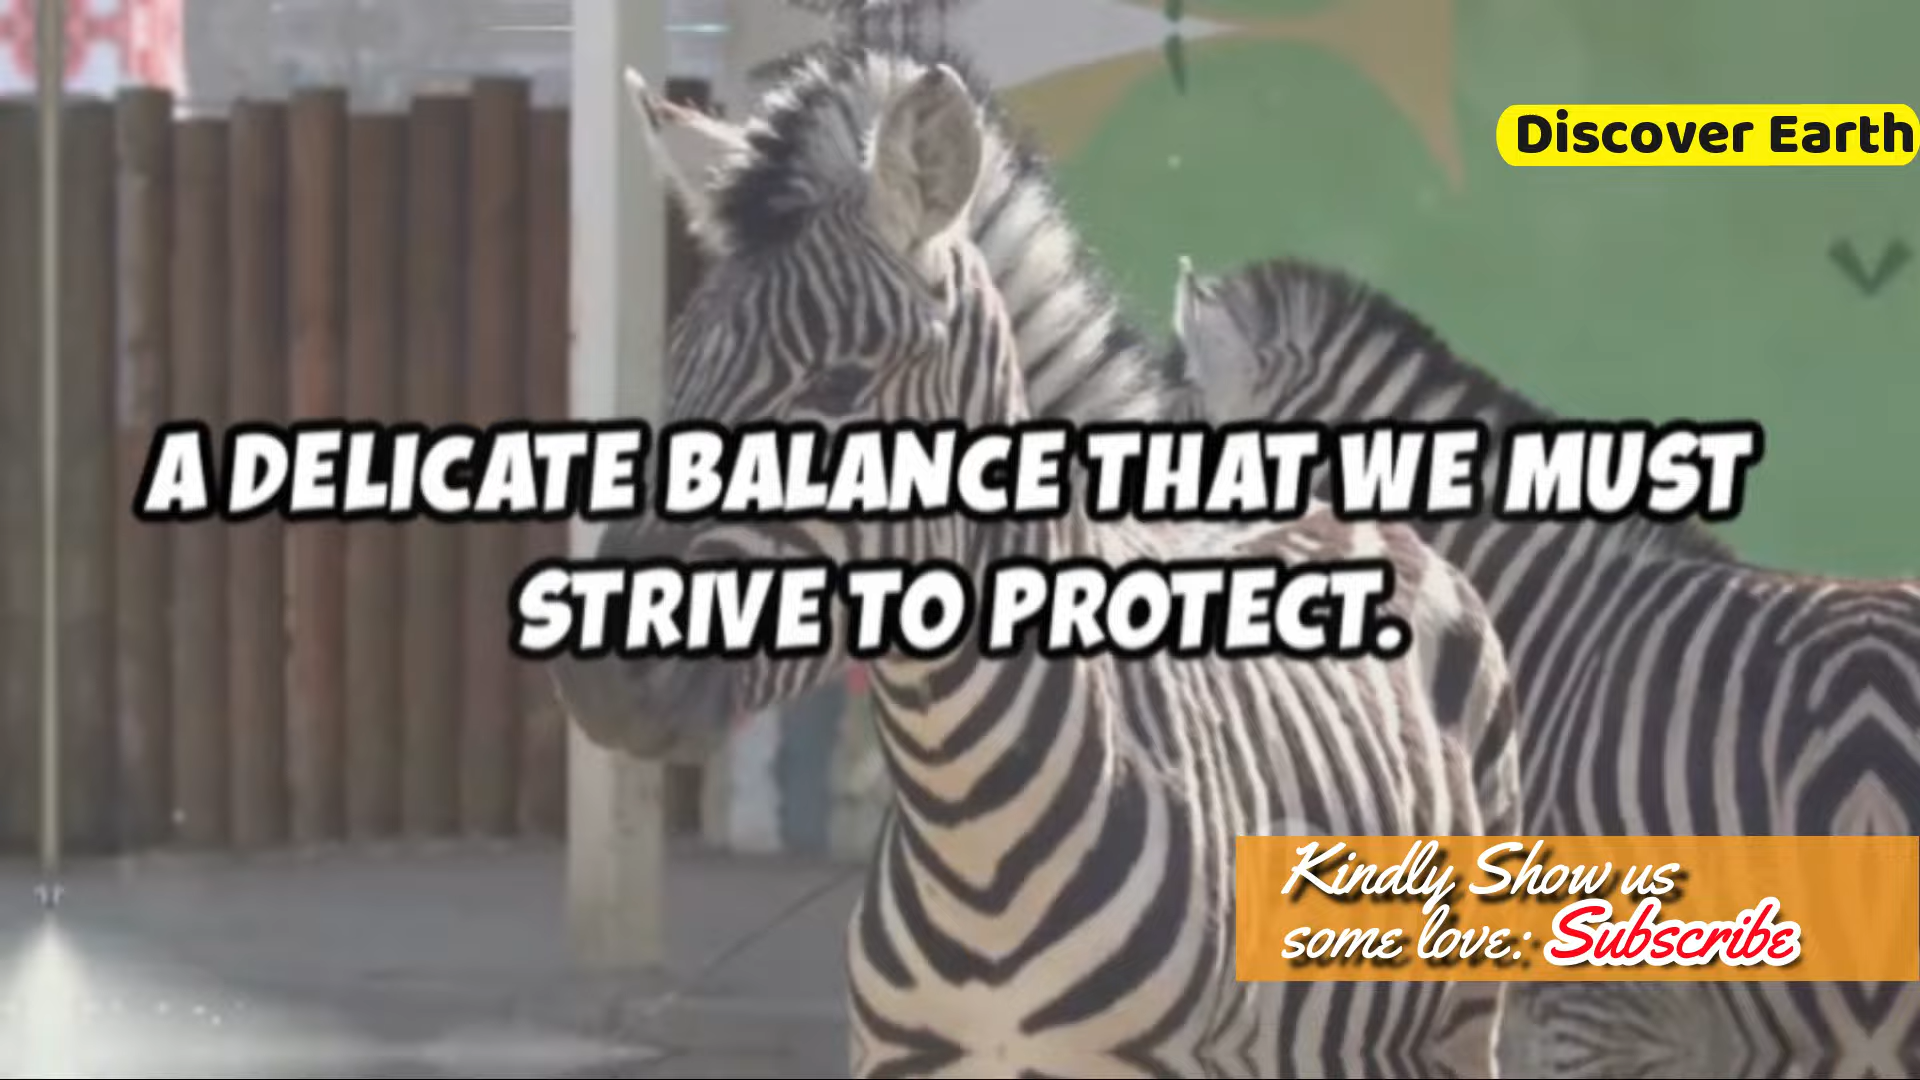 Discover Earth
A DELICATE BALANCE THAT WE MUST
STRIVE TO PROTECT.
Kindly Show us
some love: Subscribe